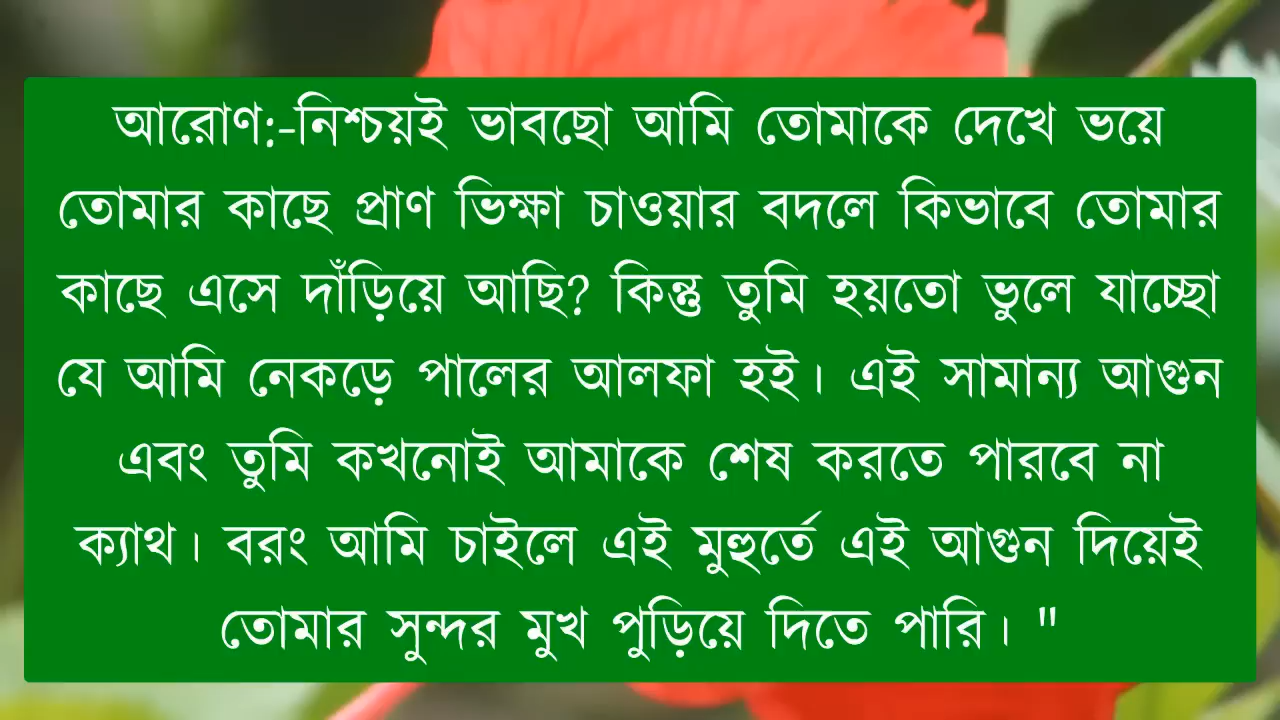 আরোণ:-নিশ্চয়ই ভাবছো আমি তোমাকে দেখে ভয়ে
তোমার কাছে প্রাণ ভিক্ষা চাওয়ার বদলে কিভাবে তোমার
কাছে এসে দাঁড়িয়ে আছি? কিন্তু তুমি হয়তো ভুলে যাচ্ছো
যে আমি নেকড়ে পালের আলফা হই। এই সামান্য আগুন
এবং তুমি কখনোই আমাকে শেষ করতে পারবে না
ক্যাথ। বরং আমি চাইলে এই মুহুর্তে এই আগুন দিয়েই
তোমার সুন্দর মুখ পুড়িয়ে দিতে পারি। "